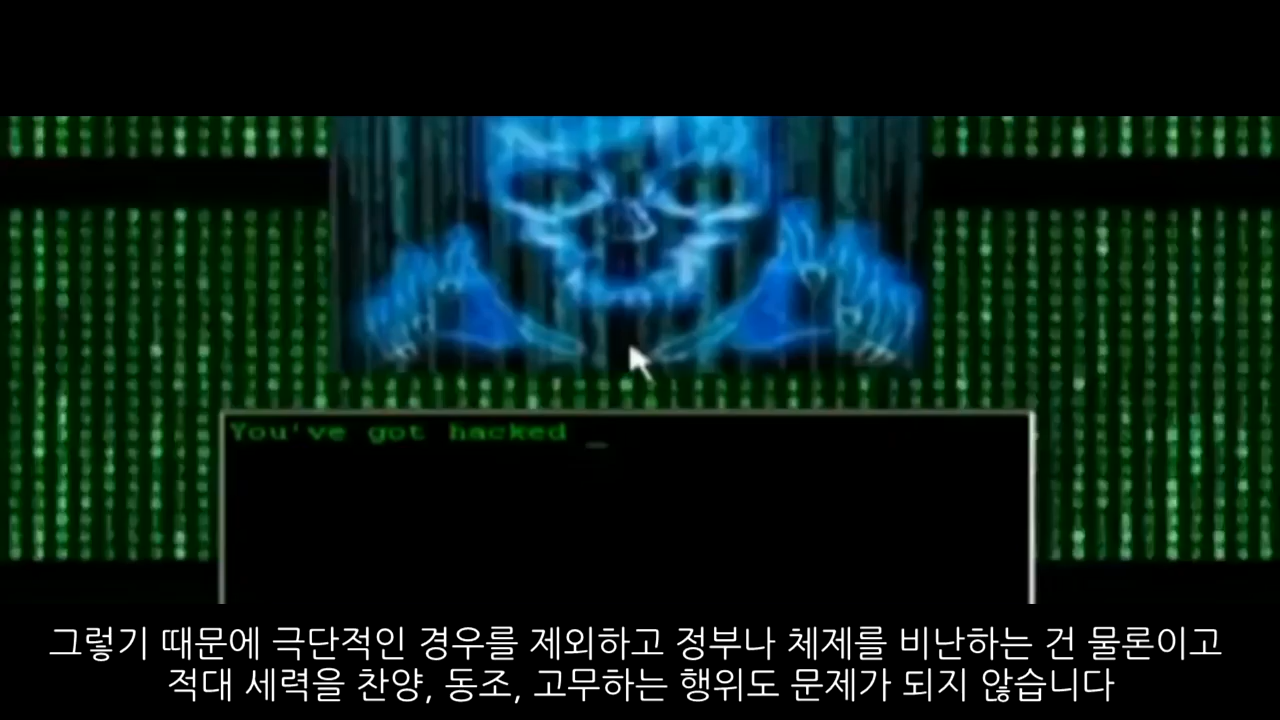 You've got hacked _
그렇기 때문에 극단적인 경우를 제외하고 정부나 체제를 비난하는 건 물론이고
적대 세력을 찬양, 동조, 고무하는 행위도 문제가 되지 않습니다